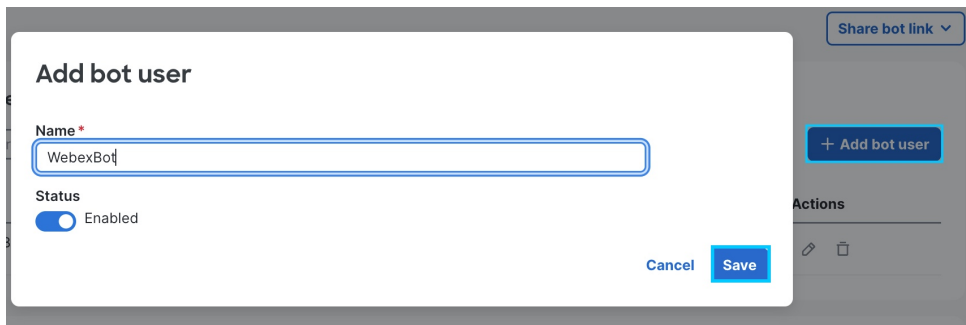 Share bot link
Add bot user
Name *
+ Add bot user
WebexBot
Status
Enabled
Actions
Cancel
Save